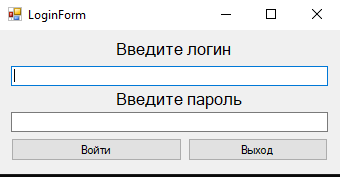 LoginForm
Введите логин
Введите пароль
Войти Выход